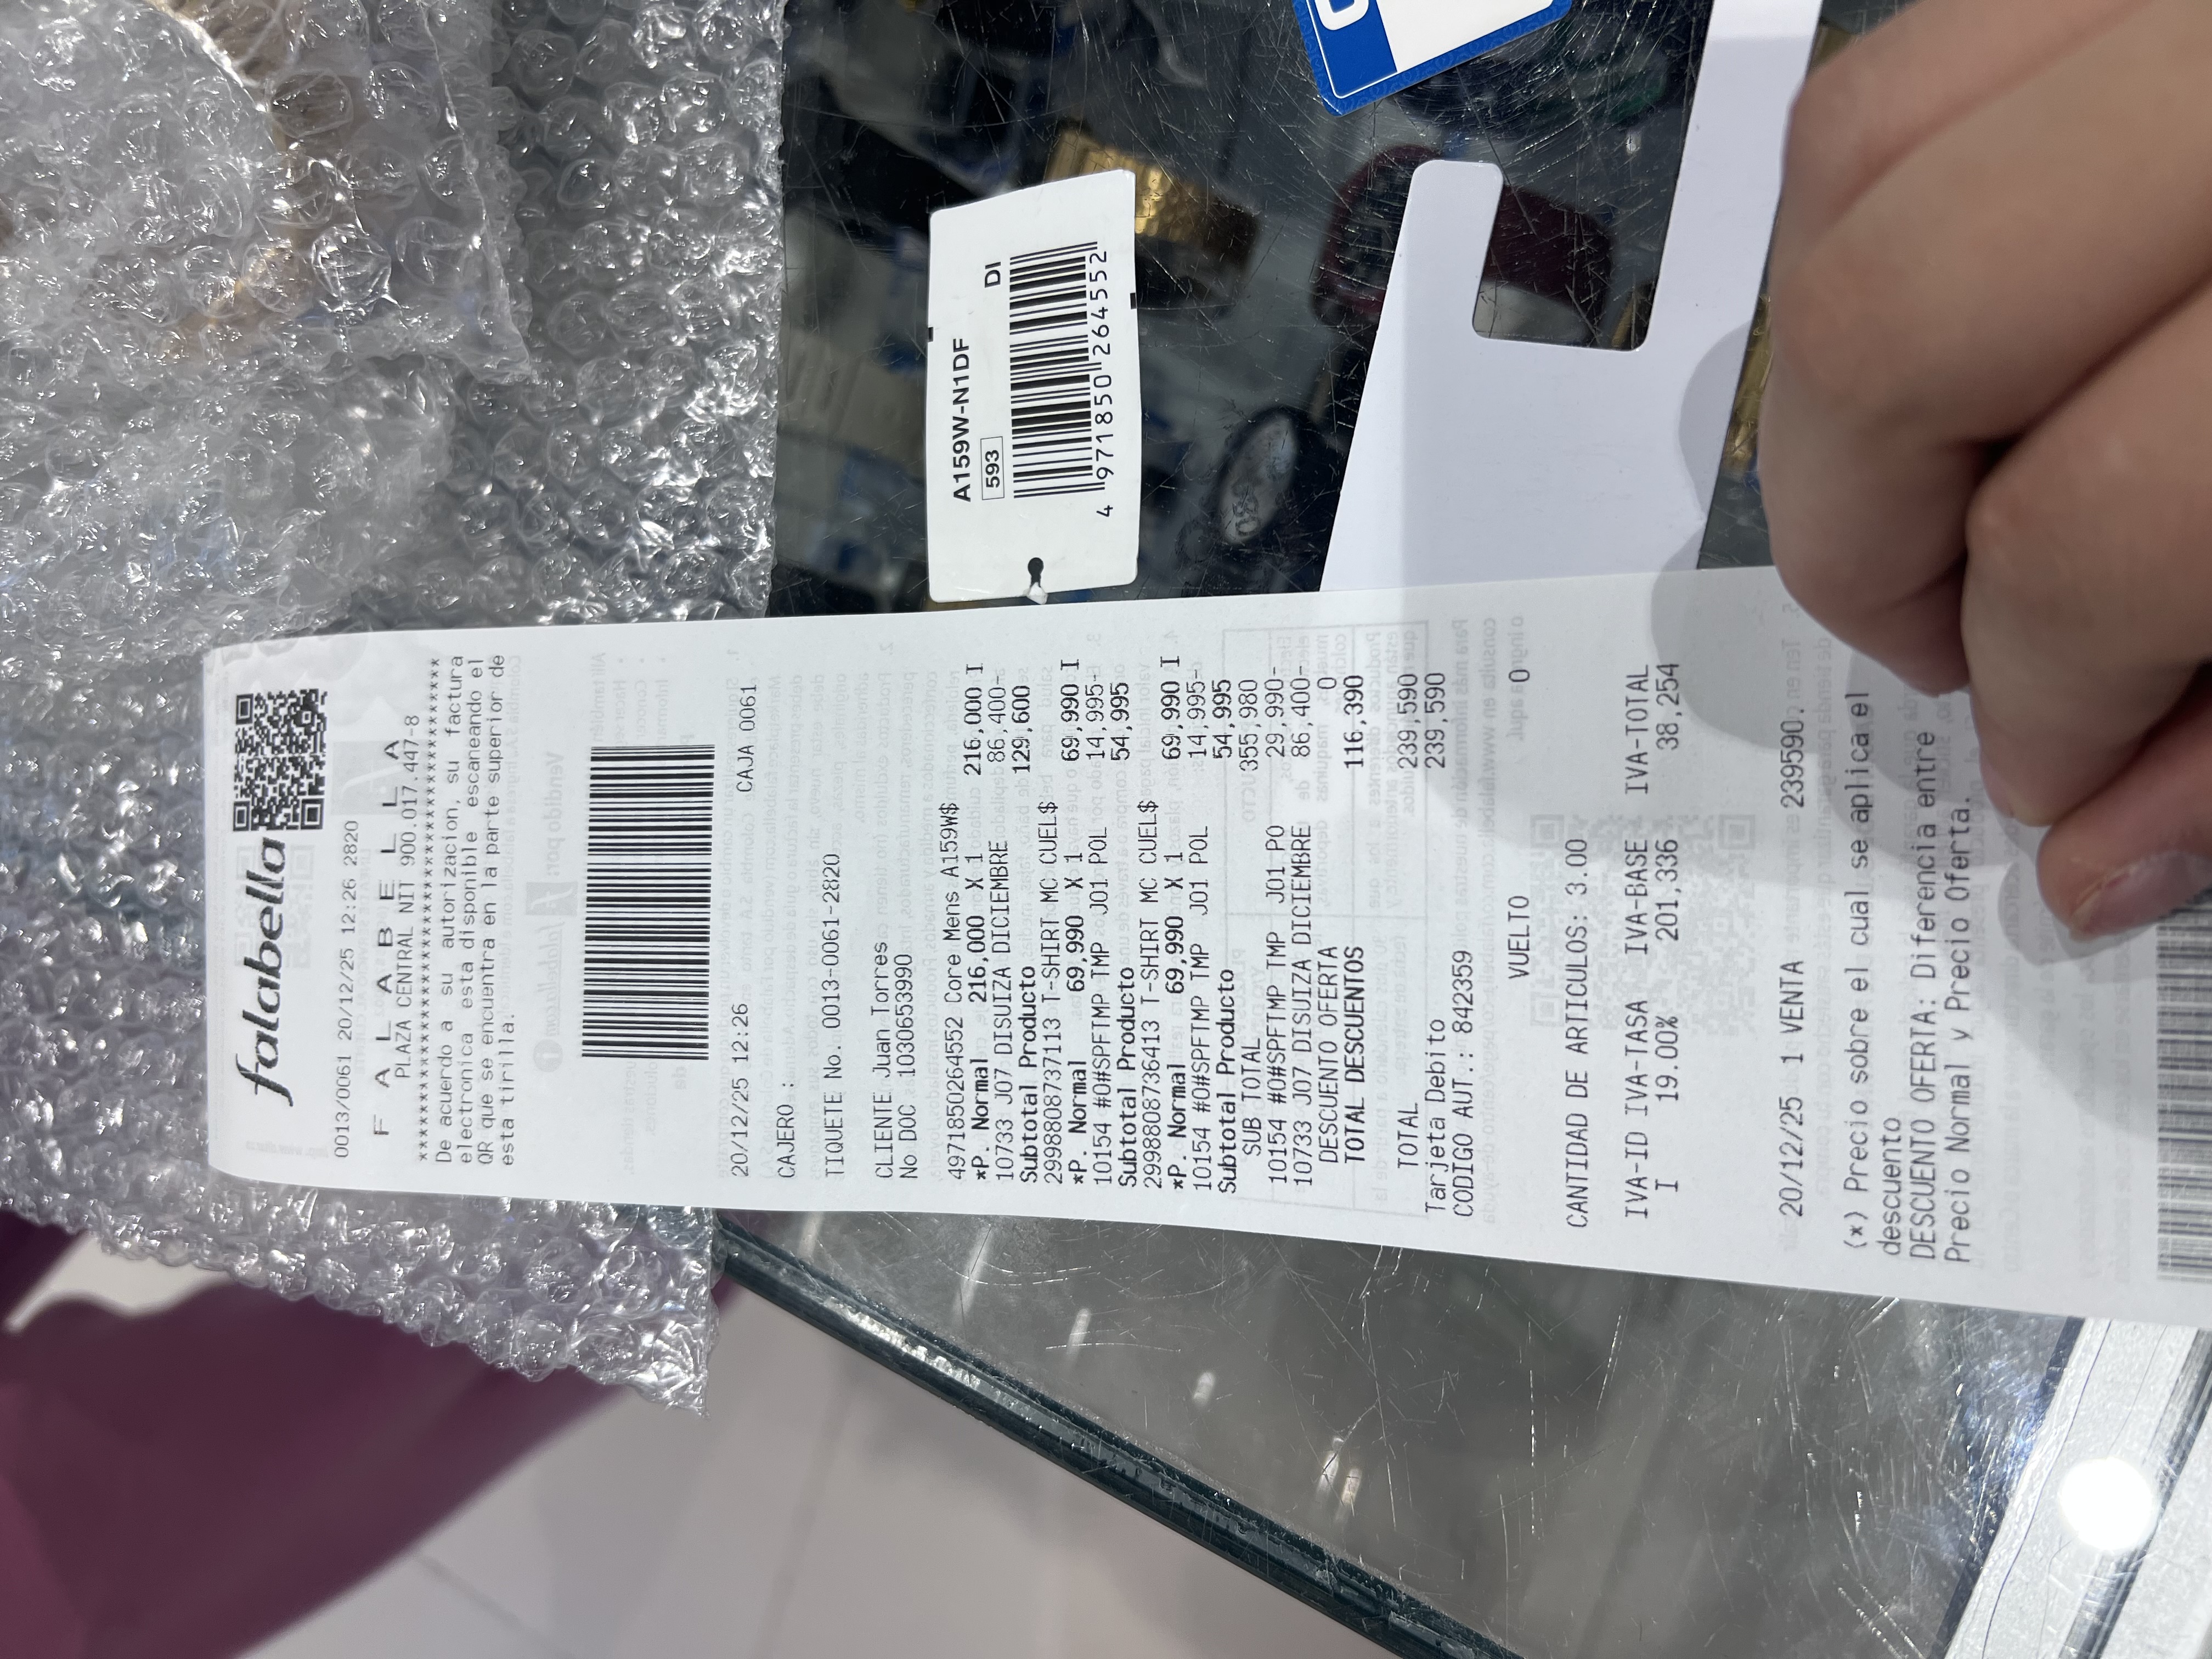 falabella
0013/0061 20/12/25 12:26 2820
F A L A B E L L A
PLAZA CENTRAL NIT 900.017.447-8
****************************************
De acuerdo a su autorizacion, su factura
electronica esta disponible escaneando el
QR que se encuentra en la parte superior de
esta tirilla.
20/12/25 12:26 CAJA 0061
CAJERO :
TIQUETE No.. 0013-0061-2820
CLIENTE Juan Torres
No DOC 1030653990
4971850264552 Core Mens A159W$
*P. Normal 216,000 X 1 216,000 I
10733 J07 DISUIZA DICIEMBRE 86,400-
Subtotal Producto 129,600
2998808737113 T-SHIRT MC CUEL$
*P. Normal 69,990 X 1 69,990 I
10154 #0#SPFTMP TMP J01 POL 14,995-
Subtotal Producto 54,995
2998808736413 T-SHIRT MC CUEL$
*P. Normal 69,990 X 1 69,990 I
10154 #0#SPFTMP TMP J01 POL 14,995-
Subtotal Producto 54,995
SUB TOTAL 355,980
10154 #0#SPFTMP TMP J01 PO 29,990-
10733 J07 DISUIZA DICIEMBRE 86,400-
DESCUENTO OFERTA 0
TOTAL DESCUENTOS 116,390
TOTAL 239,590
Tarjeta Debito 239,590
CODIGO AUT.: 842359
VUELTO 0
CANTIDAD DE ARTICULOS: 3.00
IVA-ID IVA-TASA IVA-BASE IVA-TOTAL
I 19.00% 201,336 38,254
20/12/25 1 VENTA 239590.
(*) Precio sobre el cual se aplica el
descuento
DESCUENTO OFERTA: Diferencia entre
Precio Normal y Precio Oferta.
A159W-N1DF
593 DI
4 971850 264552